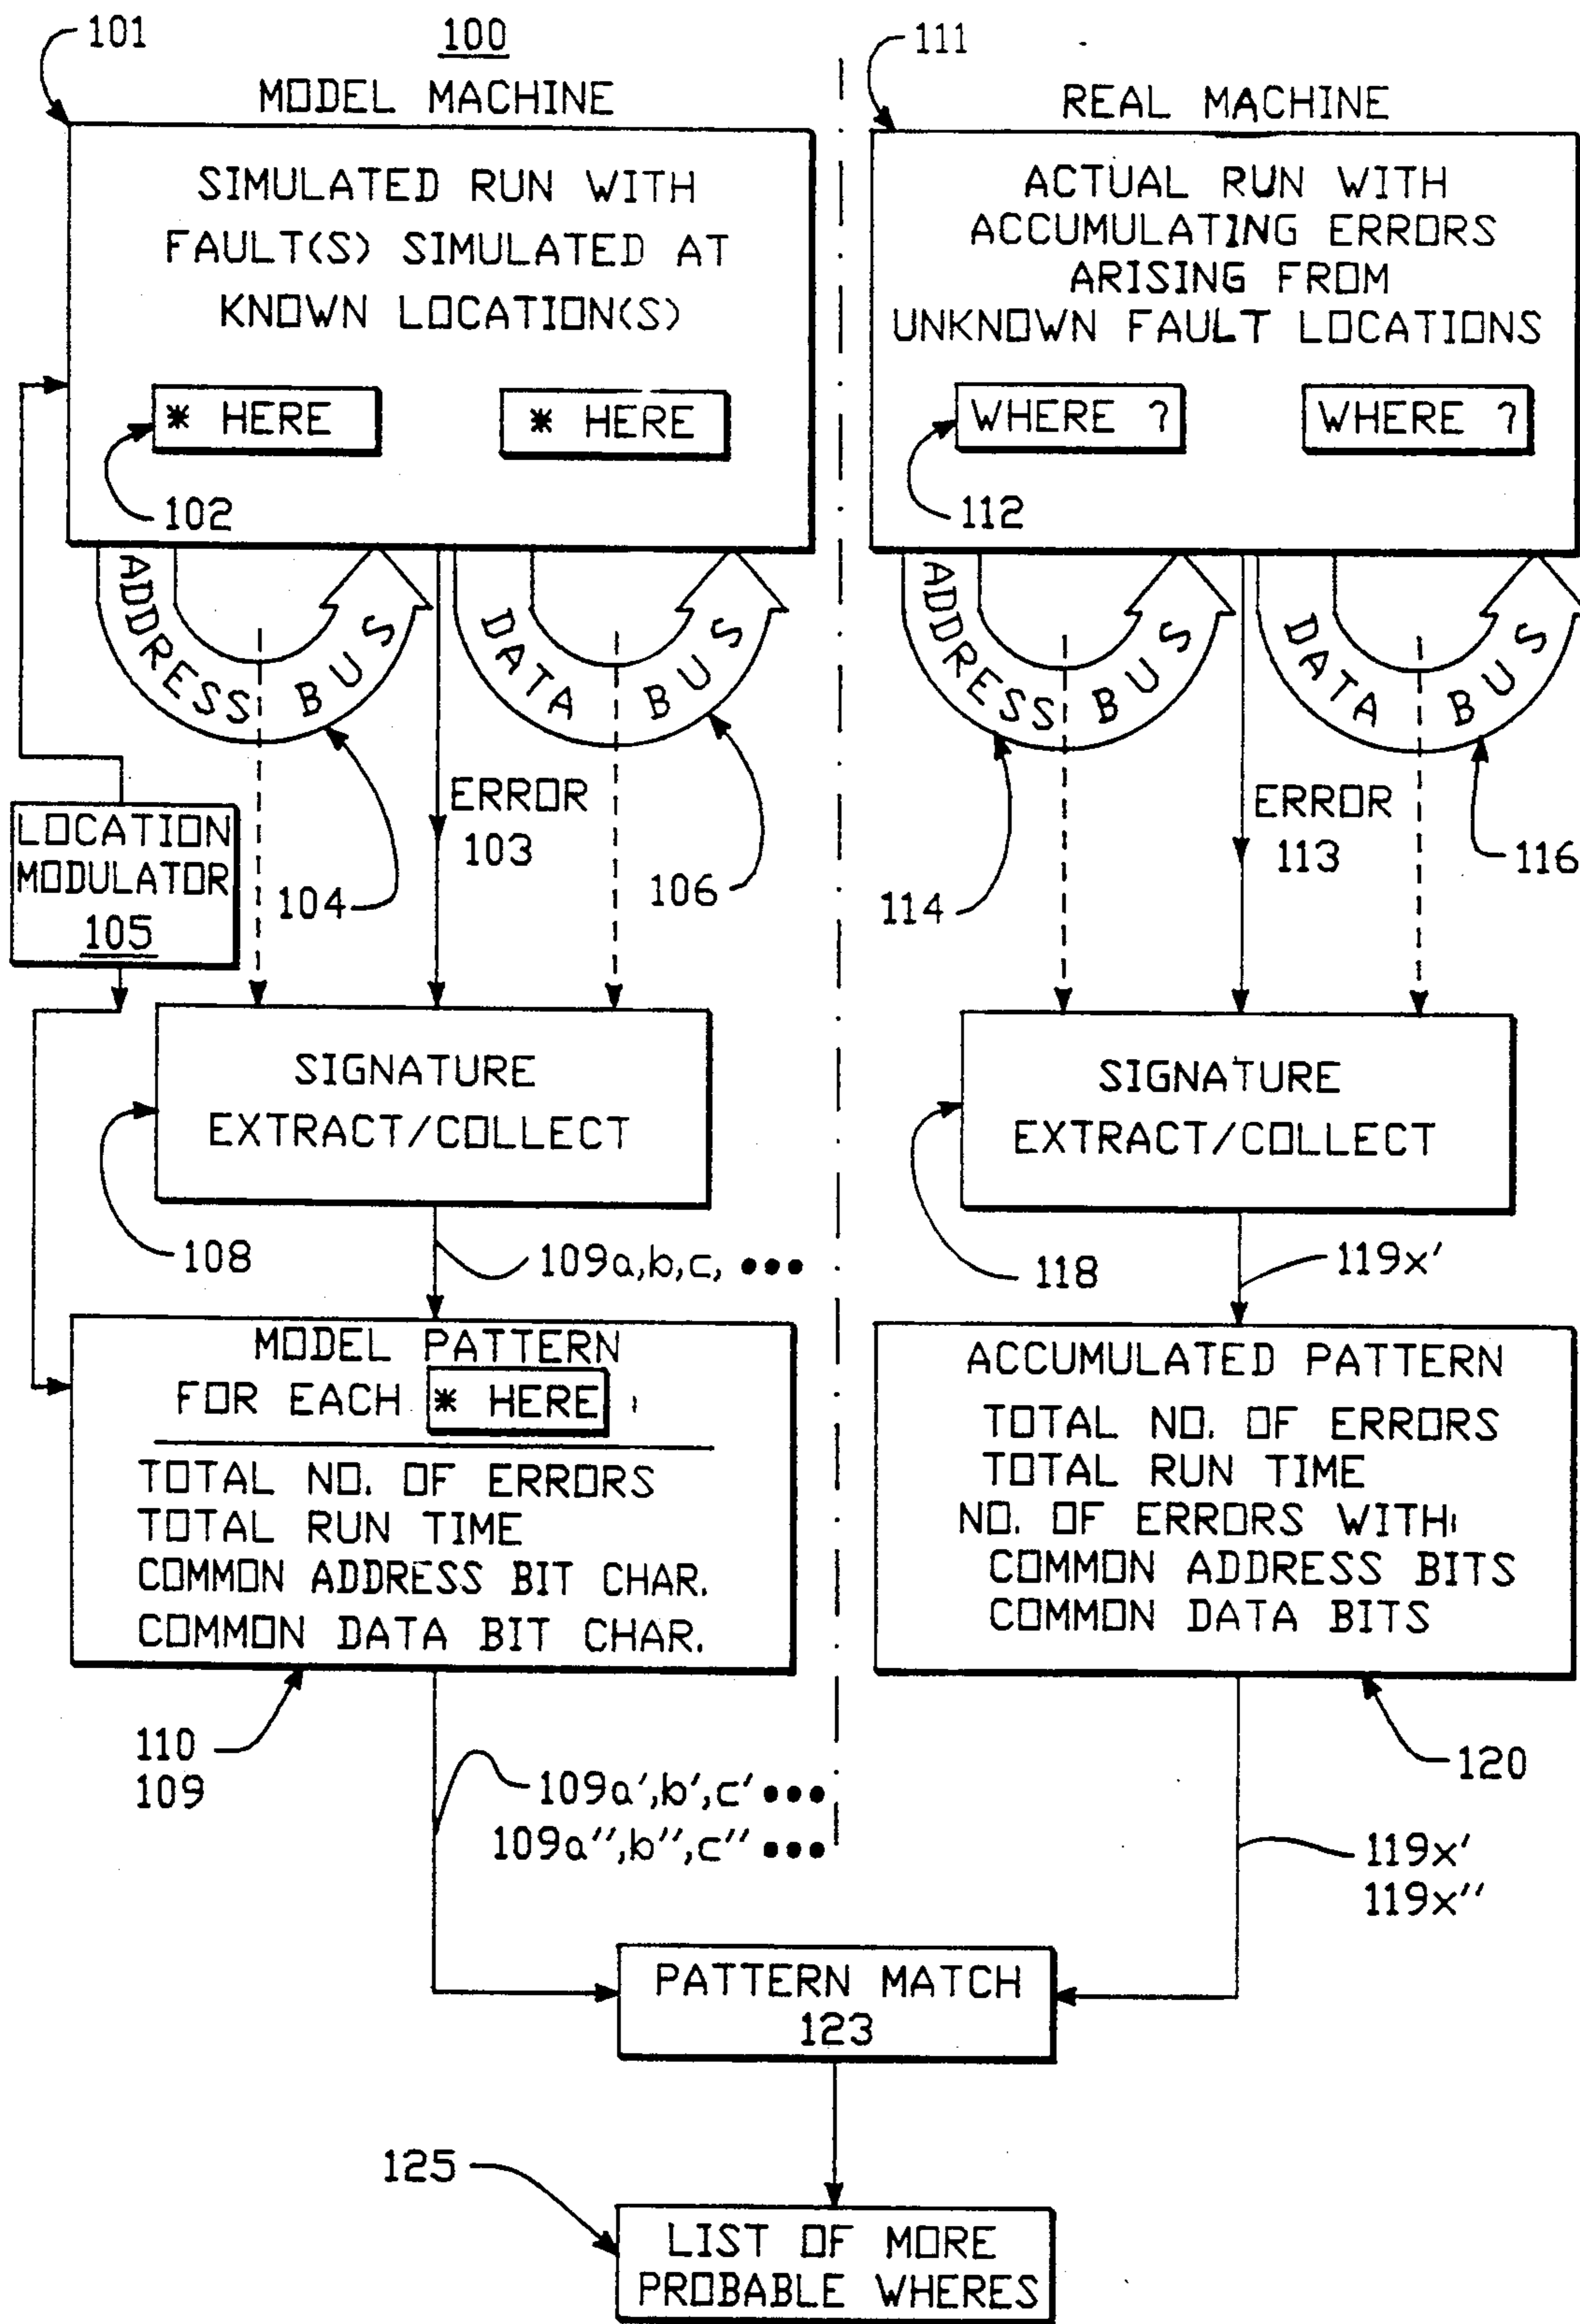 101
100
MODEL MACHINE
SIMULATED RUN WITH
FAULT(S) SIMULATED AT
KNOWN LOCATION(S)
* HERE
* HERE
102
ADDRESS BUS
DATA BUS
ERROR
103
LOCATION
MODULATOR
105
104
106
SIGNATURE
EXTRACT/COLLECT
108
109a,b,c, •••
MODEL PATTERN
FOR EACH * HERE :
TOTAL NO. OF ERRORS
TOTAL RUN TIME
COMMON ADDRESS BIT CHAR.
COMMON DATA BIT CHAR.
110
109
109a′,b′,c′ •••
109a″,b″,c″ •••
111
REAL MACHINE
ACTUAL RUN WITH
ACCUMULATING ERRORS
ARISING FROM
UNKNOWN FAULT LOCATIONS
WHERE ?
WHERE ?
112
ADDRESS BUS
DATA BUS
ERROR
113
114
116
SIGNATURE
EXTRACT/COLLECT
118
119x′
ACCUMULATED PATTERN
TOTAL NO. OF ERRORS
TOTAL RUN TIME
NO. OF ERRORS WITH:
COMMON ADDRESS BITS
COMMON DATA BITS
120
119x′
119x″
PATTERN MATCH
123
125
LIST OF MORE
PROBABLE WHERES